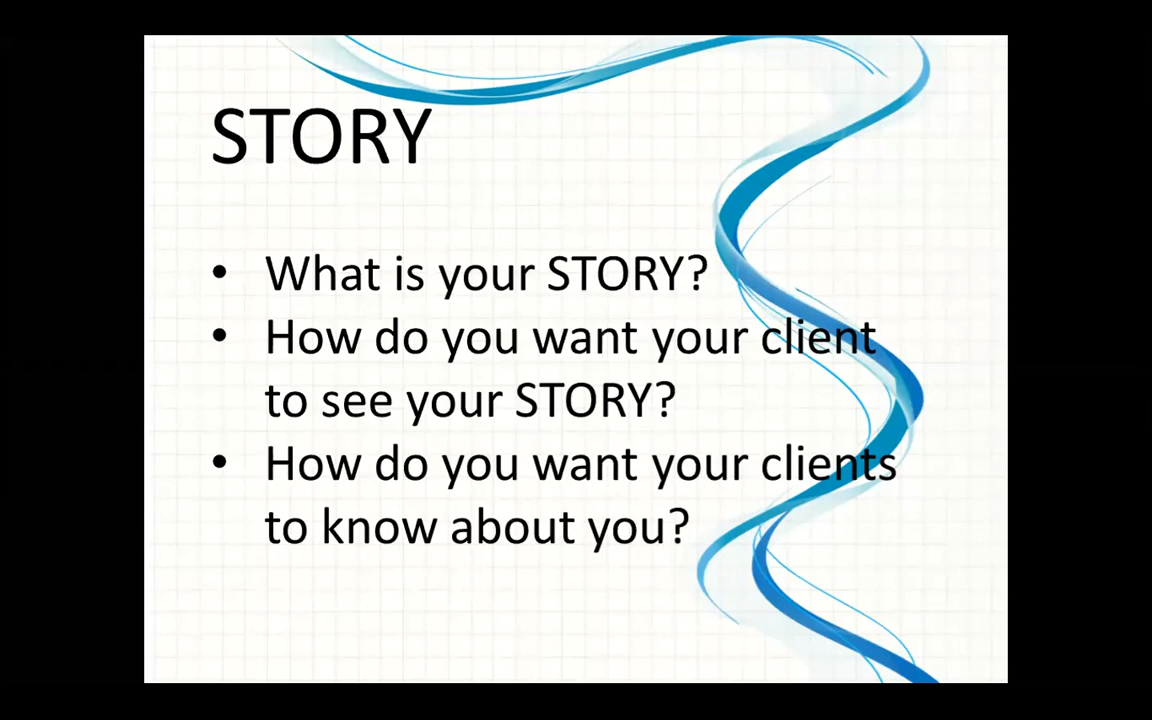 STORY
• What is your STORY?
• How do you want your client
to see your STORY?
• How do you want your clients
to know about you?